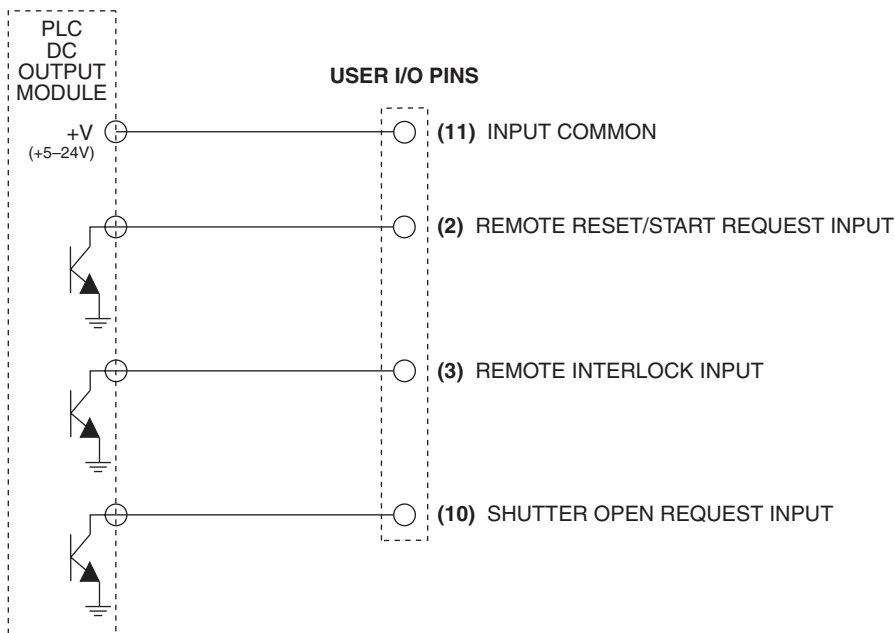 PLC
DC
OUTPUT
MODULE
USER I/O PINS
+V
(+5–24V)
(11) INPUT COMMON
(2) REMOTE RESET/START REQUEST INPUT
(3) REMOTE INTERLOCK INPUT
(10) SHUTTER OPEN REQUEST INPUT